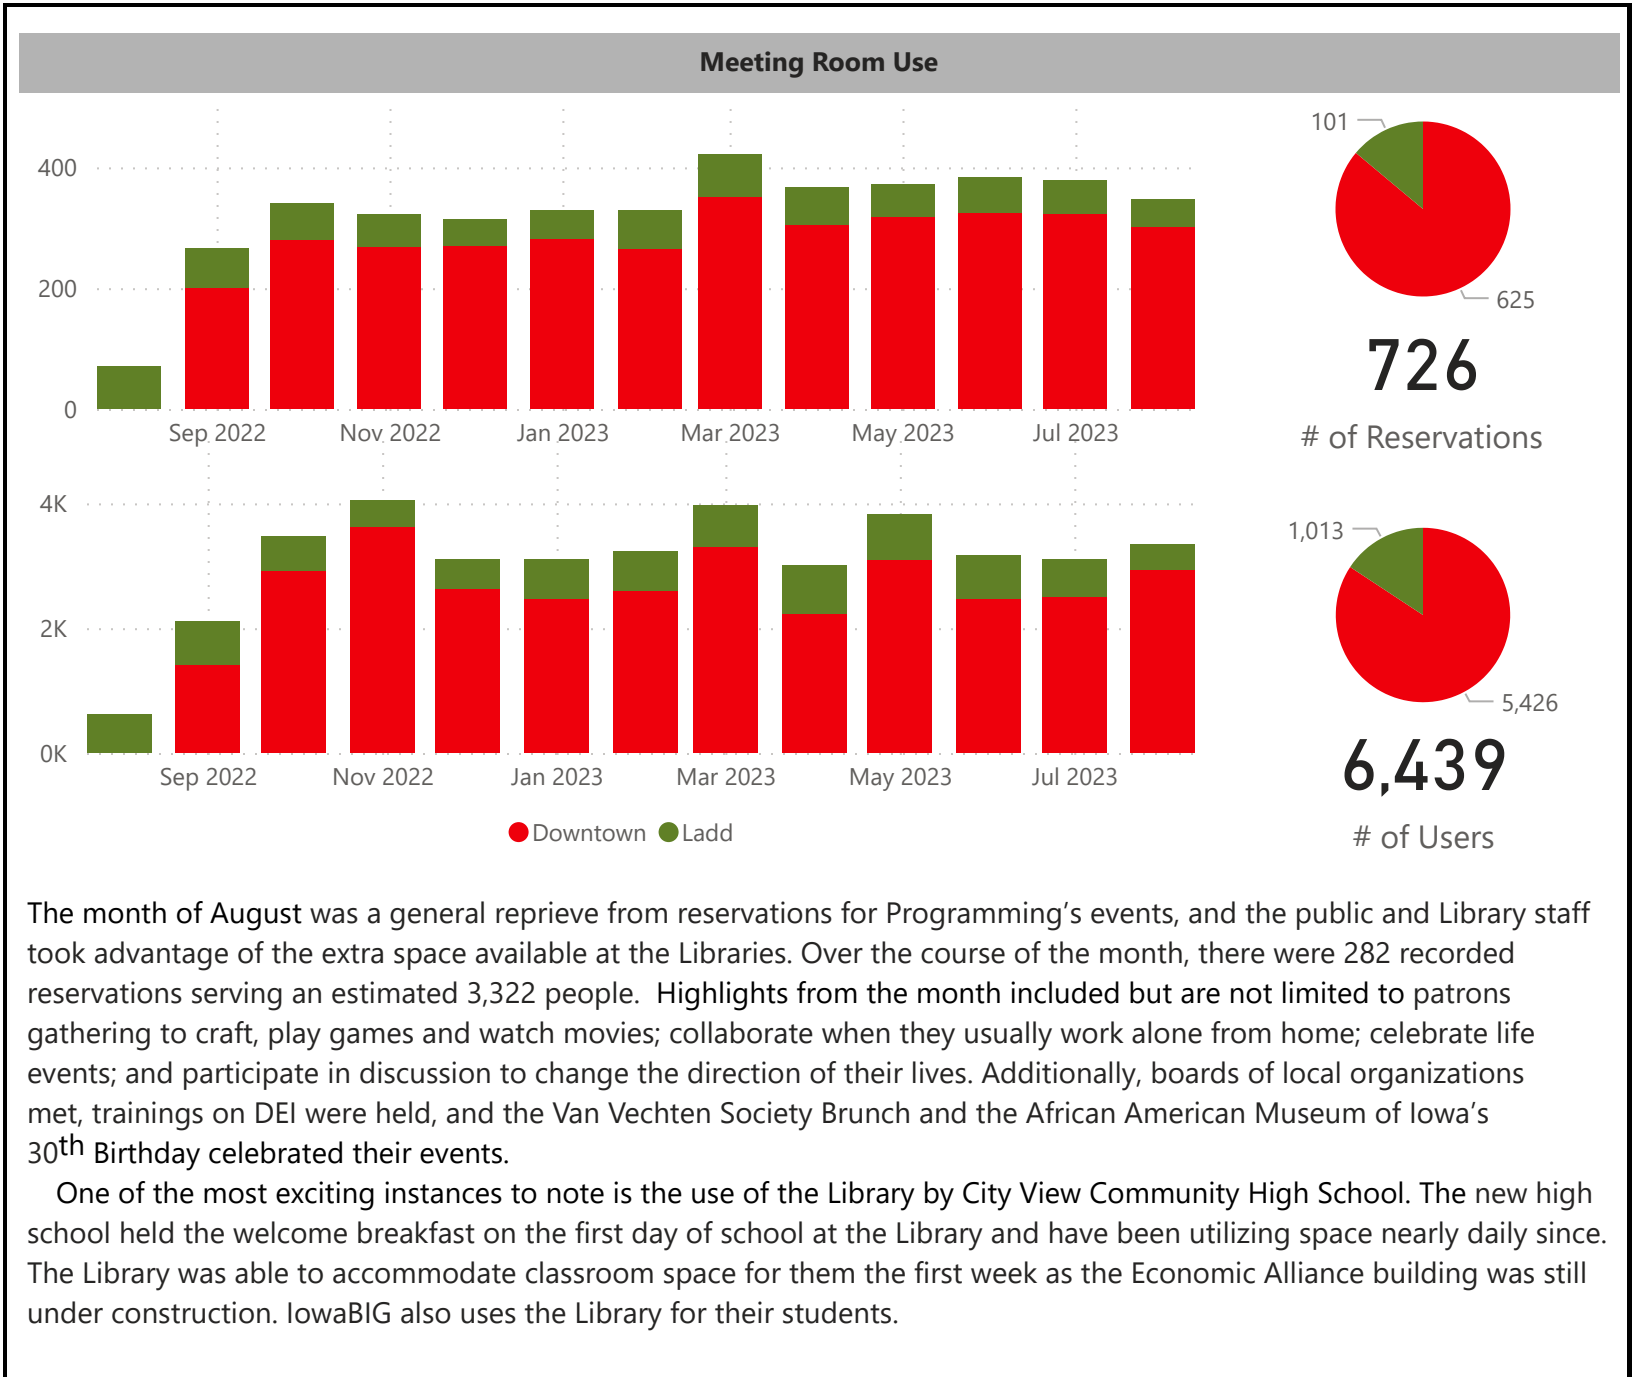 Meeting Room Use
400
200
0
Sep 2022 Nov 2022 Jan 2023 Mar 2023 May 2023 Jul 2023
101
625
726
# of Reservations
4K
2K
0K
Sep 2022 Nov 2022 Jan 2023 Mar 2023 May 2023 Jul 2023
Downtown Ladd
1,013
5,426
6,439
# of Users
The month of August was a general reprieve from reservations for Programming’s events, and the public and Library staff
took advantage of the extra space available at the Libraries. Over the course of the month, there were 282 recorded
reservations serving an estimated 3,322 people. Highlights from the month included but are not limited to patrons
gathering to craft, play games and watch movies; collaborate when they usually work alone from home; celebrate life
events; and participate in discussion to change the direction of their lives. Additionally, boards of local organizations
met, trainings on DEI were held, and the Van Vechten Society Brunch and the African American Museum of Iowa’s
30th Birthday celebrated their events.
One of the most exciting instances to note is the use of the Library by City View Community High School. The new high
school held the welcome breakfast on the first day of school at the Library and have been utilizing space nearly daily since.
The Library was able to accommodate classroom space for them the first week as the Economic Alliance building was still
under construction. IowaBIG also uses the Library for their students.